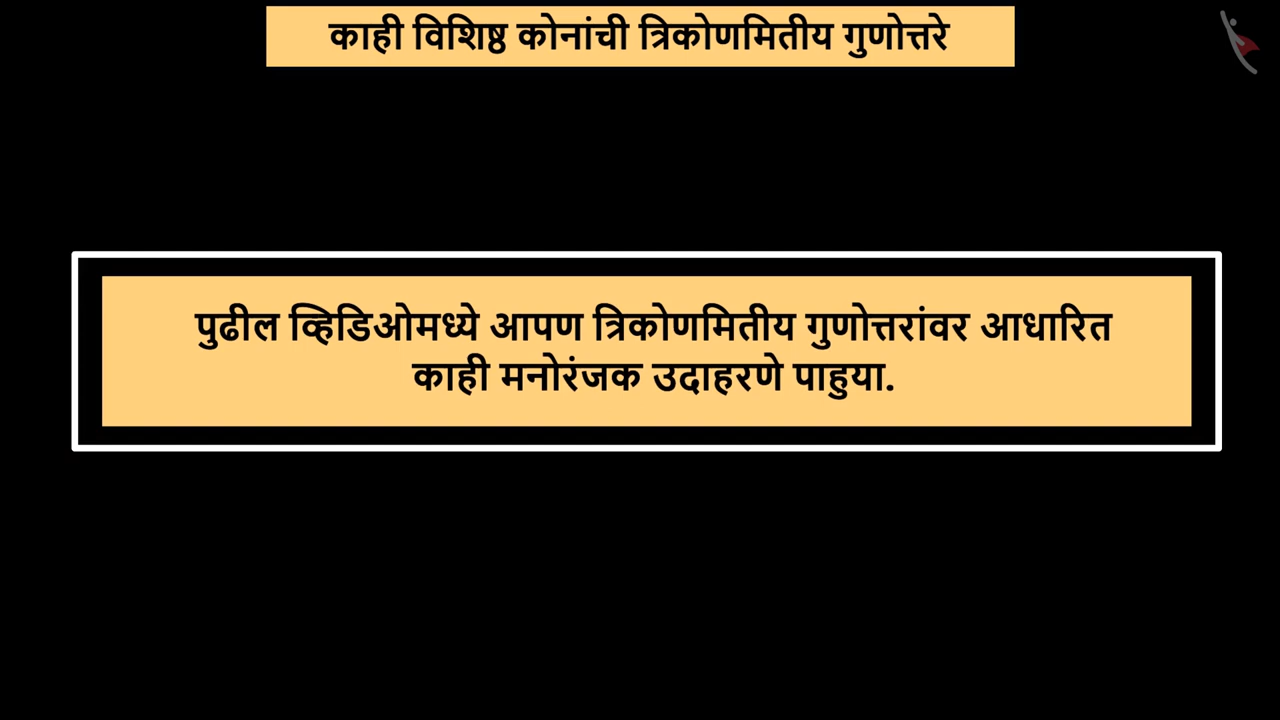 काही विशिष्ठ कोनांची त्रिकोणमितीय गुणोत्तरे
पुढील व्हिडिओमध्ये आपण त्रिकोणमितीय गुणोत्तरांवर आधारित
काही मनोरंजक उदाहरणे पाहुया.